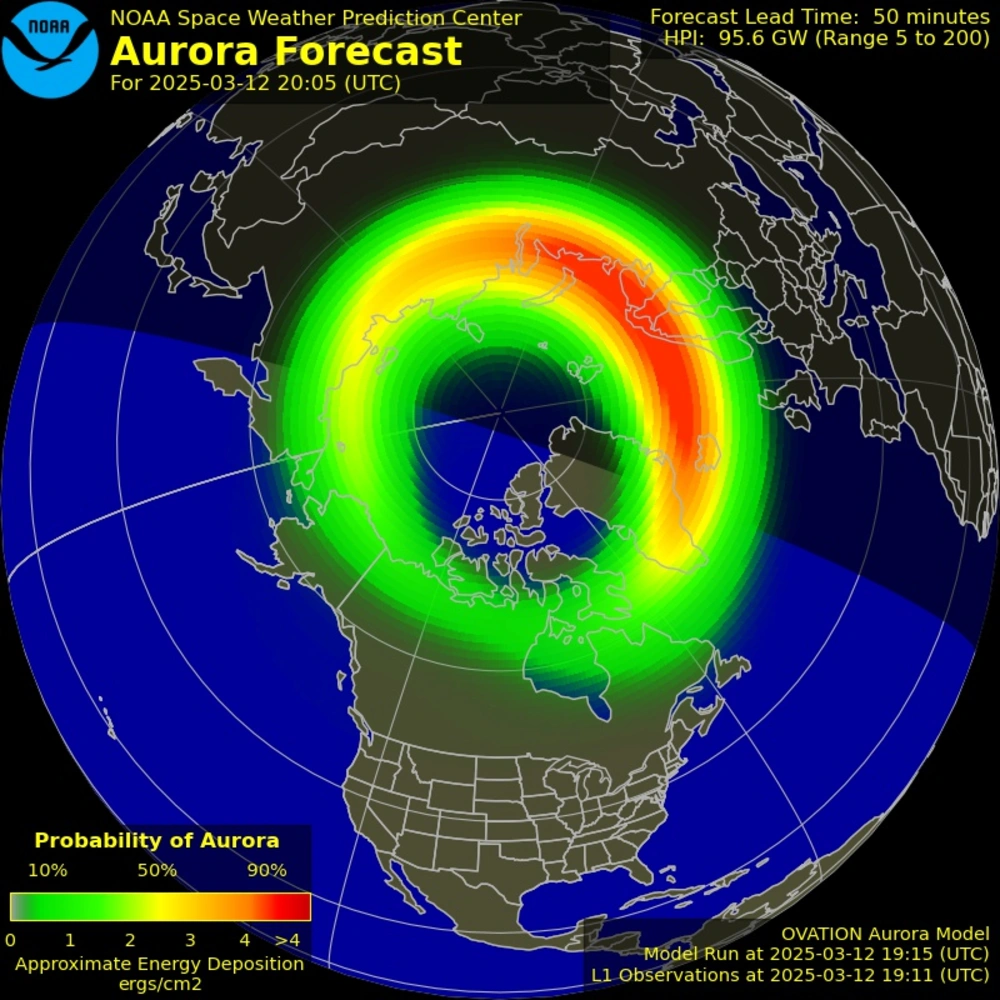 NOAA
NOAA Space Weather Prediction Center
Aurora Forecast
For 2025-03-12 20:05 (UTC)
Forecast Lead Time: 50 minutes
HPI: 95.6 GW (Range 5 to 200)
Probability of Aurora
10% 50% 90%
0 1 2 3 4 >4
Approximate Energy Deposition
ergs/cm2
OVATION Aurora Model
Model Run at 2025-03-12 19:15 (UTC)
L1 Observations at 2025-03-12 19:11 (UTC)